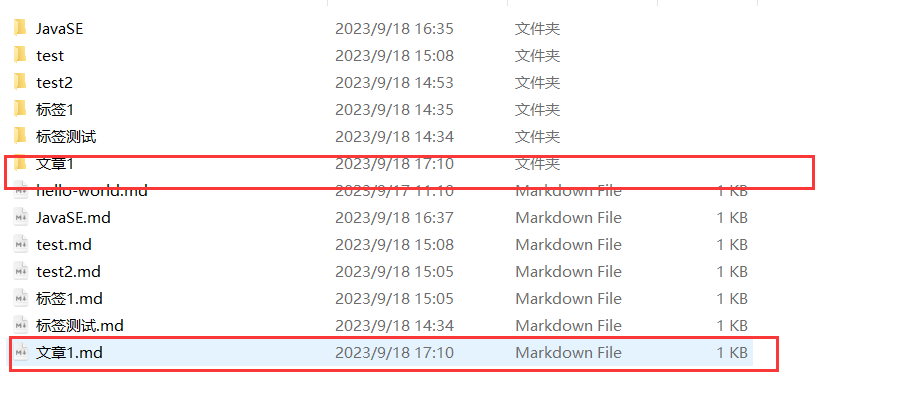 JavaSE 2023/9/18 16:35 文件夹
test 2023/9/18 15:08 文件夹
test2 2023/9/18 14:53 文件夹
标签1 2023/9/18 14:35 文件夹
标签测试 2023/9/18 14:34 文件夹
文章1 2023/9/18 17:10 文件夹
hello-world.md 2023/9/17 11:10 Markdown File 1 KB
JavaSE.md 2023/9/18 16:37 Markdown File 1 KB
test.md 2023/9/18 15:08 Markdown File 1 KB
test2.md 2023/9/18 15:05 Markdown File 1 KB
标签1.md 2023/9/18 15:05 Markdown File 1 KB
标签测试.md 2023/9/18 14:34 Markdown File 1 KB
文章1.md 2023/9/18 17:10 Markdown File 1 KB